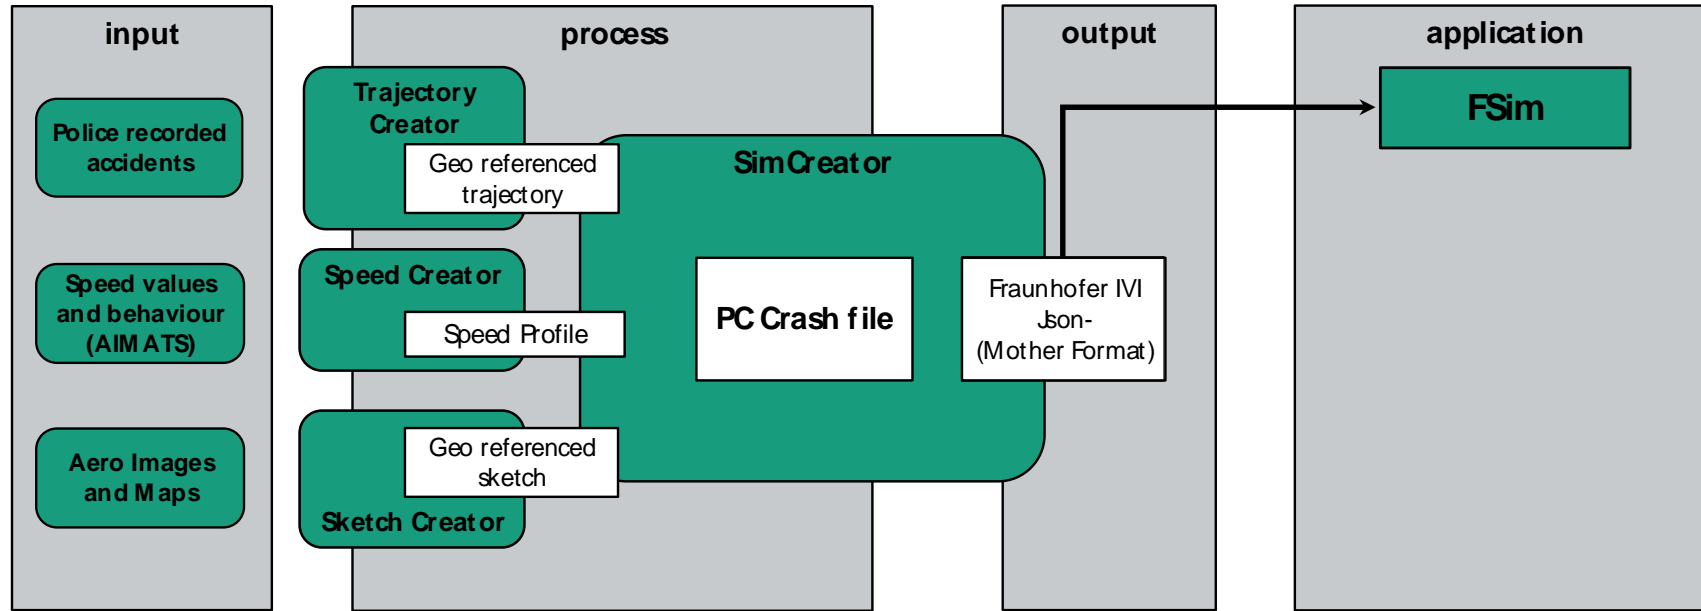 input
process
output
application
Police recorded
accidents
Speed values
and behaviour
(AIMATS)
Aero Images
and Maps
Trajectory
Creator
Geo referenced
trajectory
Speed Creator
Speed Profile
Geo referenced
sketch
Sketch Creator
SimCreator
PC Crash file
Fraunhofer IVI
Json-
(Mother Format)
FSim